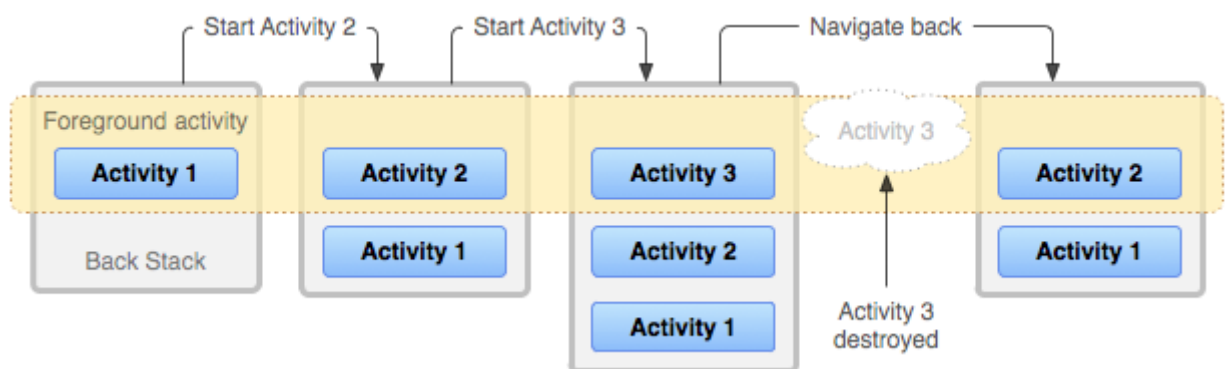 Start Activity 2
Start Activity 3
Navigate back
Foreground activity
Activity 1
Back Stack
Activity 2
Activity 1
Activity 3
Activity 2
Activity 1
Activity 3
Activity 3
destroyed
Activity 2
Activity 1